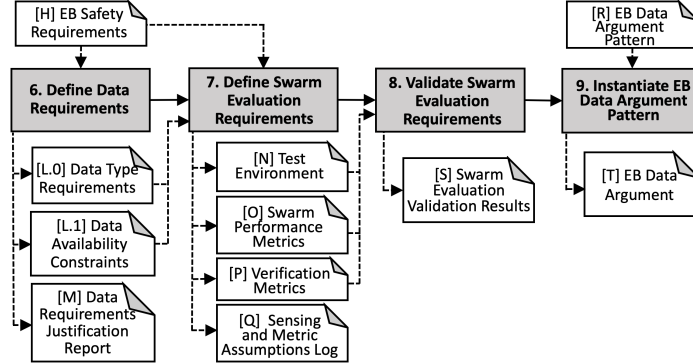 [H] EB Safety
Requirements
[R] EB Data
Argument
Pattern
6. Define Data
Requirements
7. Define Swarm
Evaluation
Requirements
8. Validate Swarm
Evaluation
Requirements
9. Instantiate EB
Data Argument
Pattern
[L.0] Data Type
Requirements
[L.1] Data
Availability
Constraints
[M] Data
Requirements
Justification
Report
[N] Test
Environment
[O] Swarm
Performance
Metrics
[P] Verification
Metrics
[Q] Sensing
and Metric
Assumptions Log
[S] Swarm
Evaluation
Validation Results
[T] EB Data
Argument